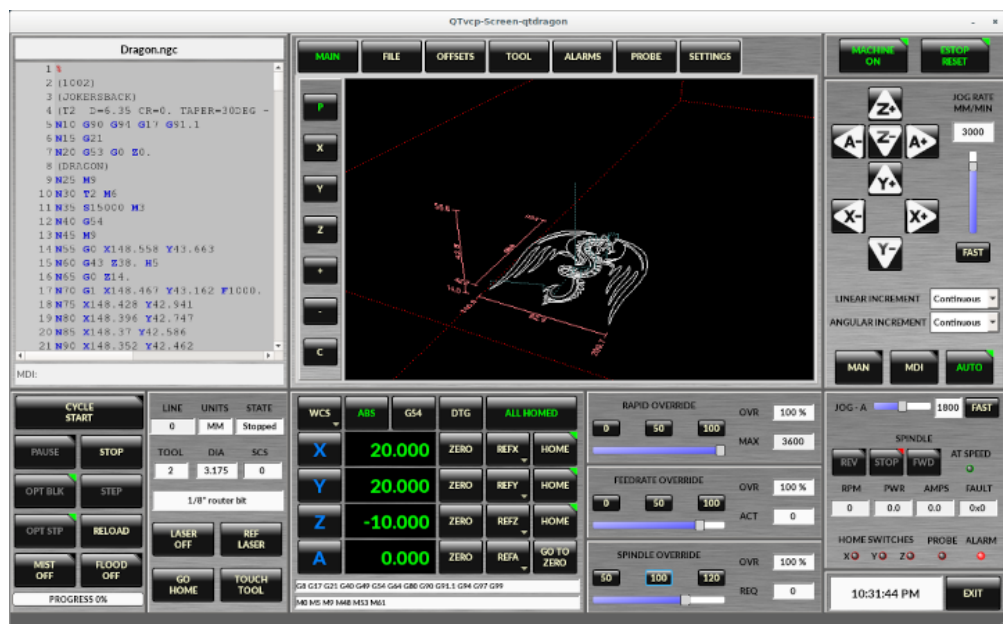 QTvcp-Screen-qtdragon
Dragon.ngc
1 %
2 (1002)
3 (JOKERSBACK)
4 (T2 D=6.35 CR=0. TAPER=30DEG -
5 N10 G90 G94 G17 G91.1
6 N15 G21
7 N20 G53 G0 Z0.
8 (DRAGON)
9 N25 M9
10 N30 T2 M6
11 N35 S15000 M3
12 N40 G54
13 N45 M9
14 N55 G0 X148.558 Y43.663
15 N60 G43 Z38. H5
16 N65 G0 Z14.
17 N70 G1 X148.467 Y43.162 F1000.
18 N75 X148.428 Y42.941
19 N80 X148.396 Y42.747
20 N85 X148.37 Y42.586
21 N90 X148.352 Y42.462
MDI:
MAIN FILE OFFSETS TOOL ALARMS PROBE SETTINGS
P
X
Y
Z
+
-
C
MACHINE ON
ESTOP RESET
JOG RATE
MM/MIN
3000
Z+
A- Z- A+
Y+
X- X+
Y-
FAST
LINEAR INCREMENT Continuous
ANGULAR INCREMENT Continuous
MAN MDI AUTO
CYCLE START
PAUSE STOP
OPT BLK STEP
OPT STP RELOAD
MIST OFF
FLOOD OFF
PROGRESS 0%
LINE UNITS STATE
0 MM Stopped
TOOL DIA SCS
2 3.175 0
1/8" router bit
LASER OFF
REF LASER
GO HOME
TOUCH TOOL
WCS ABS G54 DTG ALL HOMED
X 20.000 ZERO REFX HOME
Y 20.000 ZERO REFY HOME
Z -10.000 ZERO REFZ HOME
A 0.000 ZERO REFA GO TO ZERO
G8 G17 G21 G40 G49 G54 G64 G80 G90 G91.1 G94 G97 G99
M0 M5 M9 M48 M53 M61
RAPID OVERRIDE
OVR 100 %
0 50 100
MAX 3600
FEEDRATE OVERRIDE
OVR 100 %
0 50 100
ACT 0
SPINDLE OVERRIDE
OVR 100 %
50 100 120
REQ 0
JOG - A 1800 FAST
SPINDLE
REV STOP FWD AT SPEED
RPM PWR AMPS FAULT
0 0.0 0.0 0x0
HOME SWITCHES PROBE ALARM
X Y Z
10:31:44 PM EXIT